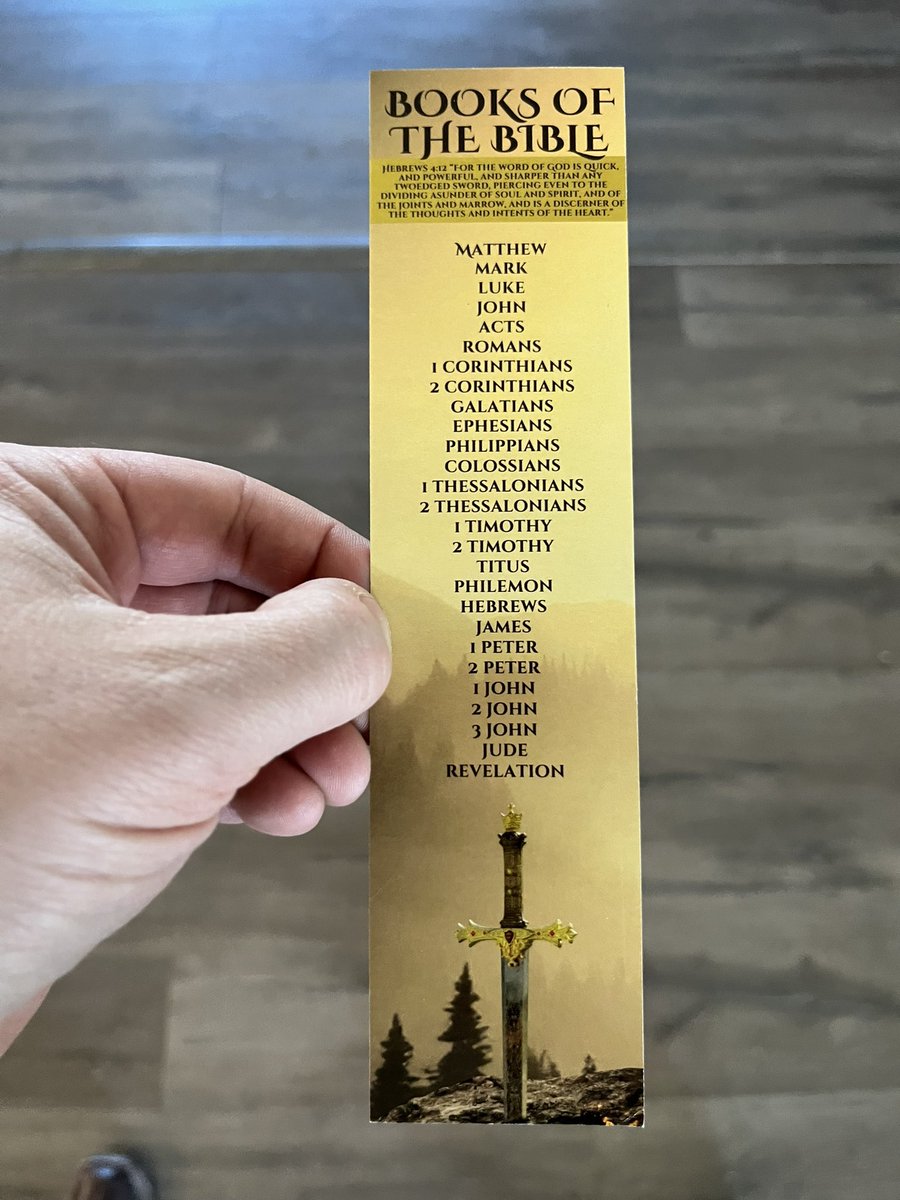 BOOKS OF
THE BIBLE
HEBREWS 4:12 "FOR THE WORD OF GOD IS QUICK,
AND POWERFUL, AND SHARPER THAN ANY
TWOEDGED SWORD, PIERCING EVEN TO THE
DIVIDING ASUNDER OF SOUL AND SPIRIT, AND OF
THE JOINTS AND MARROW, AND IS A DISCERNER OF
THE THOUGHTS AND INTENTS OF THE HEART."
MATTHEW
MARK
LUKE
JOHN
ACTS
ROMANS
1 CORINTHIANS
2 CORINTHIANS
GALATIANS
EPHESIANS
PHILIPPIANS
COLOSSIANS
1 THESSALONIANS
2 THESSALONIANS
1 TIMOTHY
2 TIMOTHY
TITUS
PHILEMON
HEBREWS
JAMES
1 PETER
2 PETER
1 JOHN
2 JOHN
3 JOHN
JUDE
REVELATION